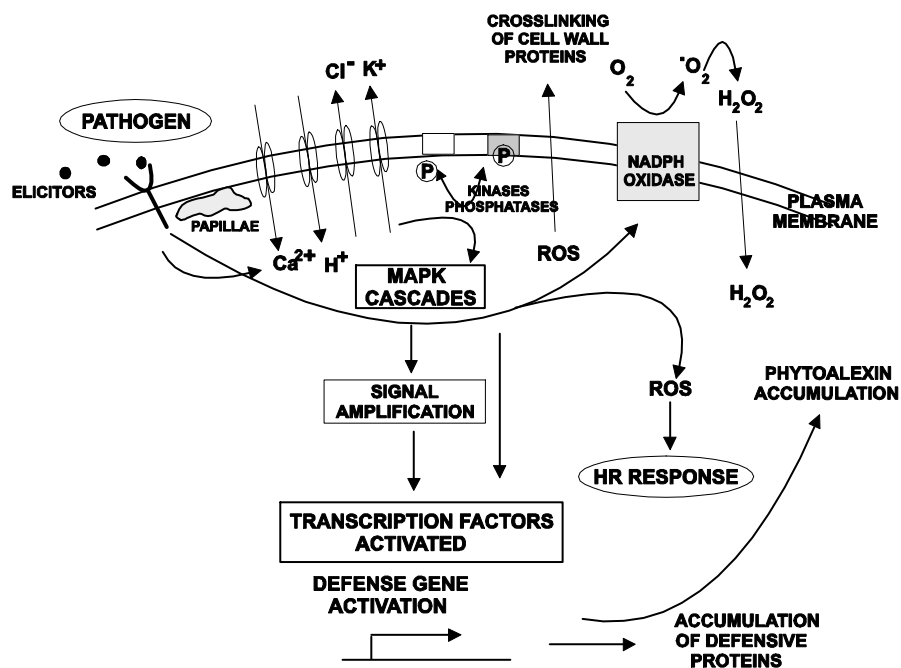 CROSSLINKING
OF CELL WALL
PROTEINS
Cl⁻ K⁺
O₂
·O₂
H₂O₂
PATHOGEN
ELICITORS
PAPILLAE
P
P
KINASES
PHOSPHATASES
NADPH
OXIDASE
PLASMA
MEMBRANE
Ca²⁺ H⁺
ROS
MAPK
CASCADES
H₂O₂
SIGNAL
AMPLIFICATION
ROS
PHYTOALEXIN
ACCUMULATION
HR RESPONSE
TRANSCRIPTION FACTORS
ACTIVATED
DEFENSE GENE
ACTIVATION
ACCUMULATION
OF DEFENSIVE
PROTEINS